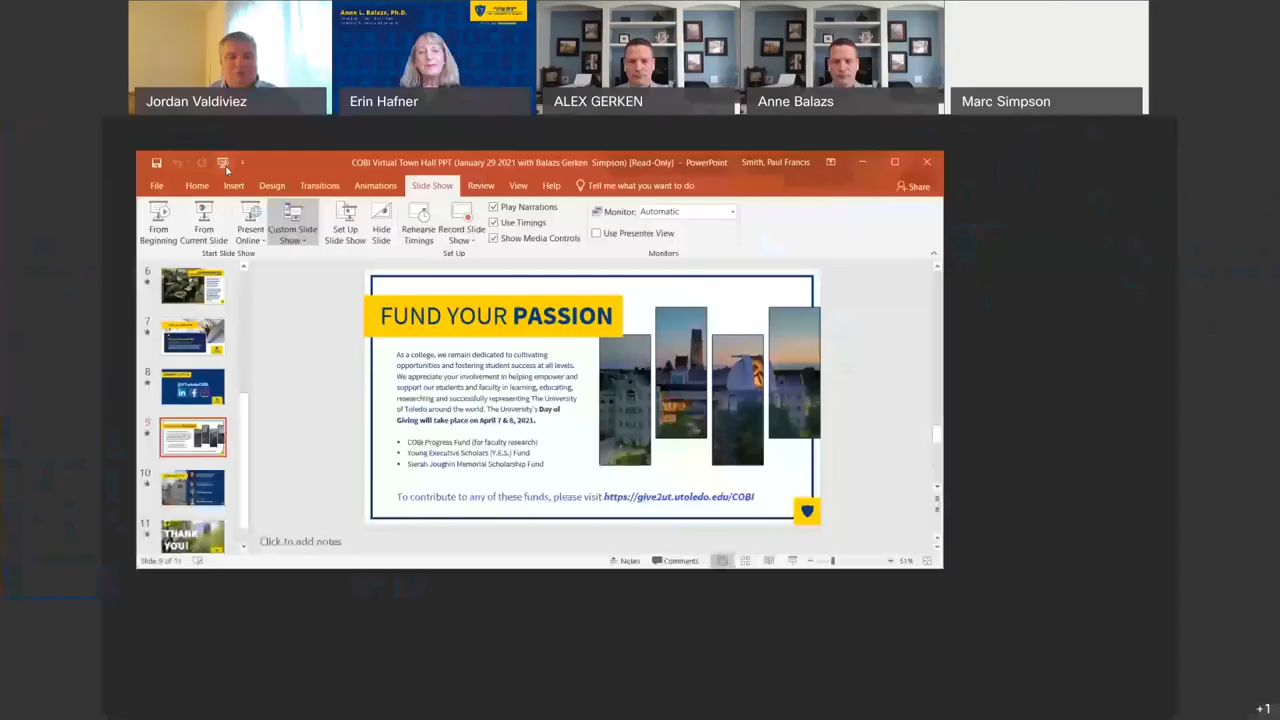 Anne L. Balazs, Ph.D.
Jordan Valdiviez
Erin Hafner
ALEX GERKEN
Anne Balazs
Marc Simpson
COBI Virtual Town Hall PPT (January 29 2021 with Balazs Gerken Simpson) [Read-Only] - PowerPoint
Smith, Paul Francis
File Home Insert Design Transitions Animations Slide Show Review View Help Tell me what you want to do
Share
From Beginning
From Current Slide
Present Online
Custom Slide Show
Set Up Slide Show
Hide Slide
Rehearse Timings
Record Slide Show
Play Narrations
Use Timings
Show Media Controls
Monitor: Automatic
Use Presenter View
Start Slide Show
Set Up
Monitors
6
7
8
9
10
11
THANK
YOU!
FUND YOUR PASSION
As a college, we remain dedicated to cultivating
opportunities and fostering student success at all levels.
We appreciate your involvement in helping empower and
support our students and faculty in learning, educating,
researching and successfully representing The University
of Toledo around the world. The University's Day of
Giving will take place on April 7 & 8, 2021.
• COBI Progress Fund (for faculty research)
• Young Executive Scholars (Y.E.S.) Fund
• Sierah Joughin Memorial Scholarship Fund
To contribute to any of these funds, please visit https://give2ut.utoledo.edu/COBI
Click to add notes
Slide 9 of 11
Notes
Comments
51%
+1